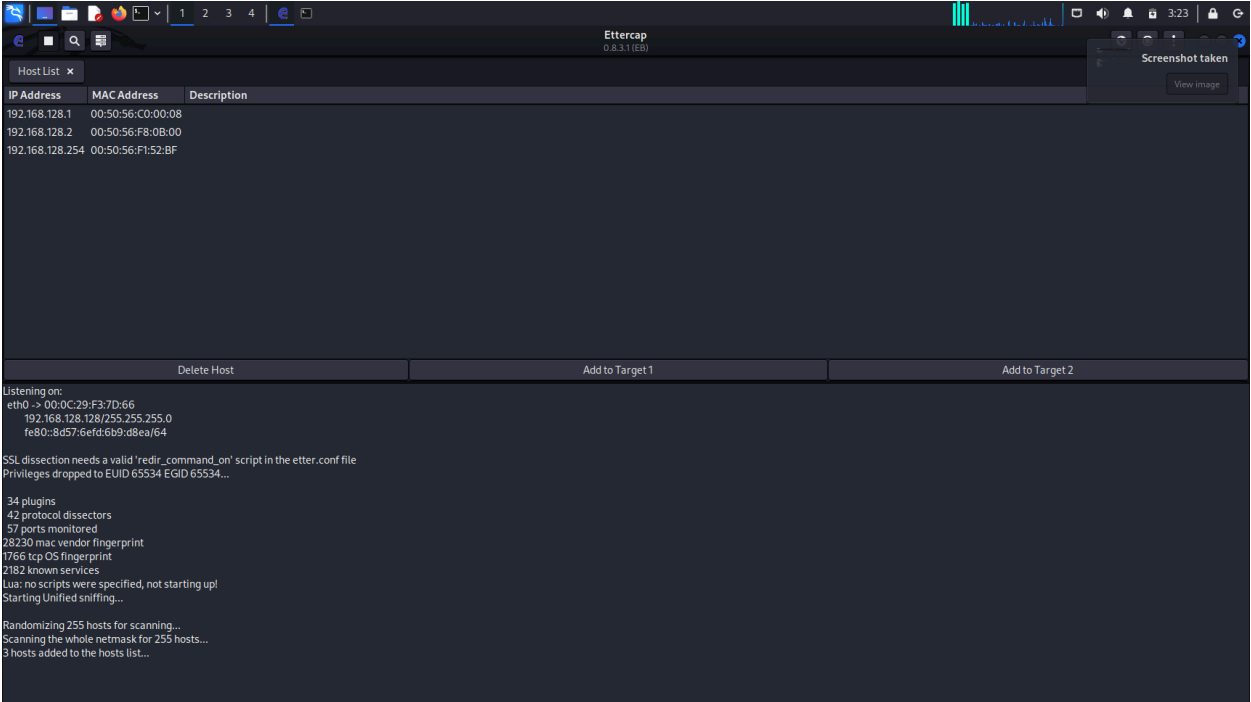 1 2 3 4
3:23
Ettercap
0.8.3.1 (EB)
Screenshot taken
View image
Host List ×
IP Address MAC Address Description
192.168.128.1 00:50:56:C0:00:08
192.168.128.2 00:50:56:F8:0B:00
192.168.128.254 00:50:56:F1:52:BF
Delete Host Add to Target 1 Add to Target 2
Listening on:
eth0 -> 00:0C:29:F3:7D:66
192.168.128.128/255.255.255.0
fe80::8d57:6efd:6b9:d8ea/64
SSL dissection needs a valid 'redir_command_on' script in the etter.conf file
Privileges dropped to EUID 65534 EGID 65534...
34 plugins
42 protocol dissectors
57 ports monitored
28230 mac vendor fingerprint
1766 tcp OS fingerprint
2182 known services
Lua: no scripts were specified, not starting up!
Starting Unified sniffing...
Randomizing 255 hosts for scanning...
Scanning the whole netmask for 255 hosts...
3 hosts added to the hosts list...